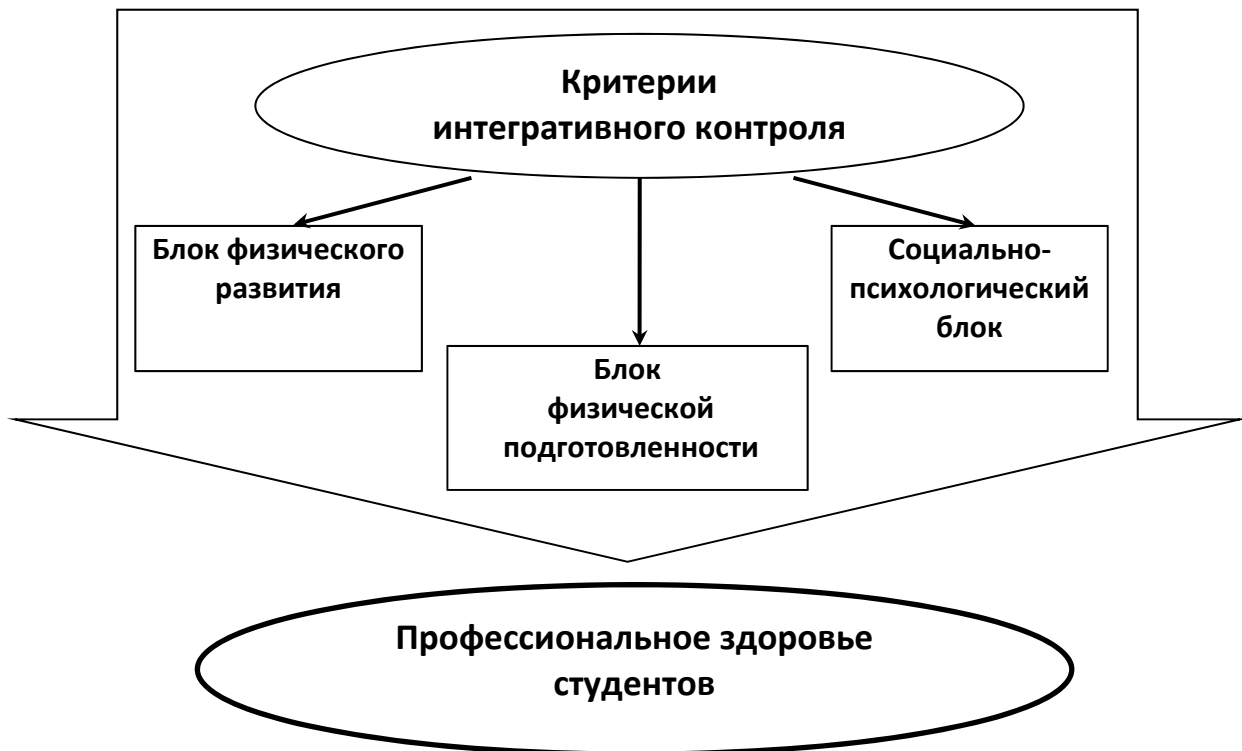 Критерии
интегративного контроля
Блок физического
развития
Социально-
психологический
блок
Блок
физической
подготовленности
Профессиональное здоровье
студентов